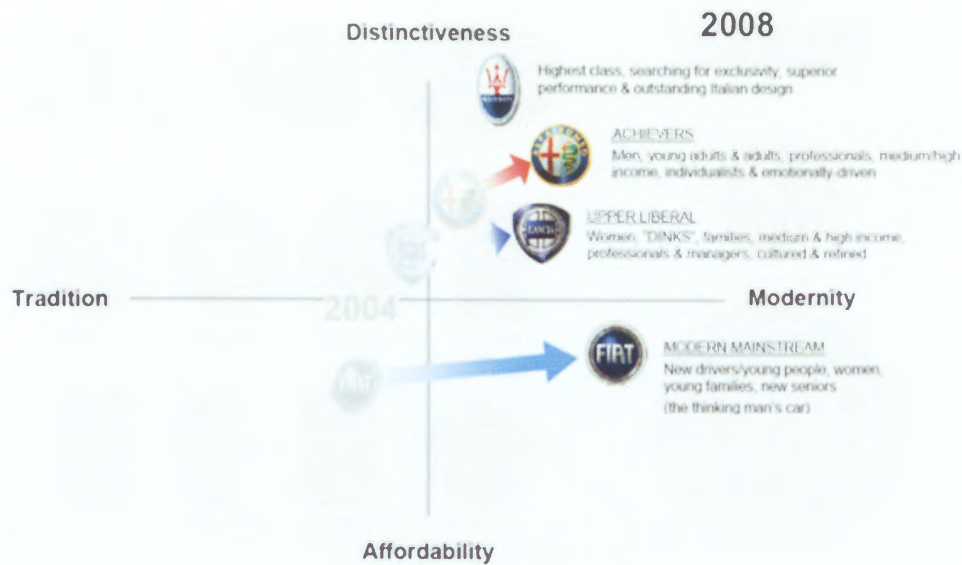 Distinctiveness
2008
Highest class, searching for exclusivity, superior
performance & outstanding Italian design
ACHIEVERS
Men, young adults & adults, professionals, medium/high
income, individualists & emotionally-driven
UPPER LIBERAL
LANCIA
Women, "DINKS", families, medium & high income,
professionals & managers, cultured & refined
Tradition
2004
Modernity
FIAT
MODERN MAINSTREAM
New drivers/young people, women,
young families, new seniors
(the thinking man's car)
FIAT
Affordability